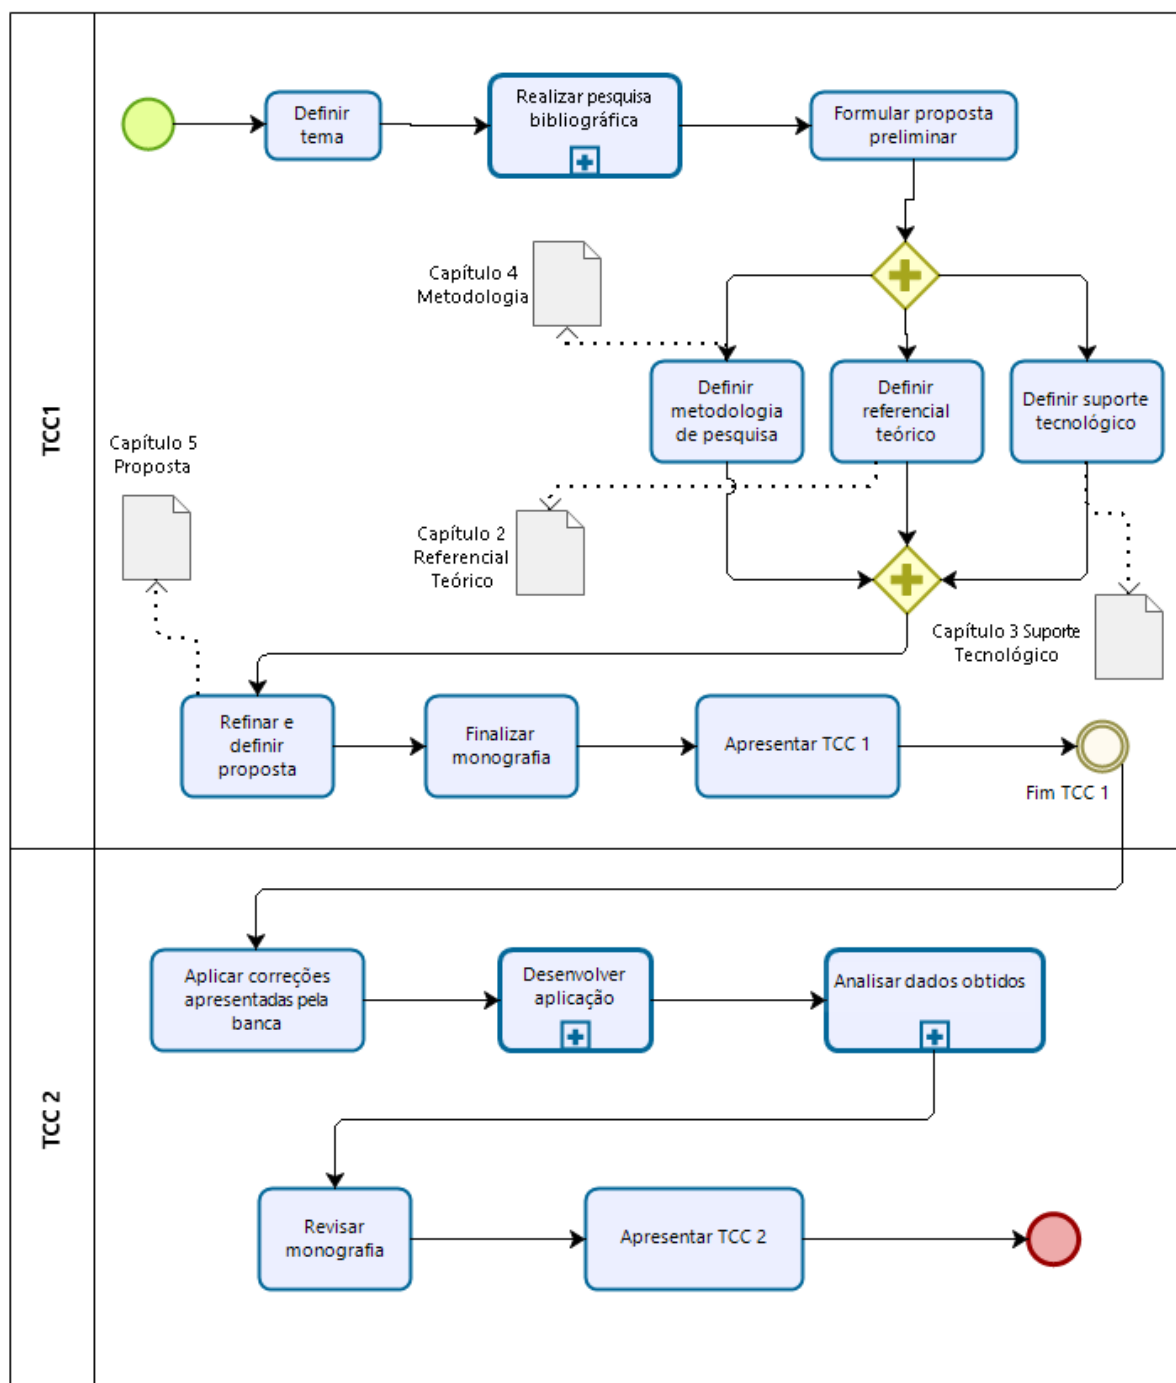 TCC1
Definir
tema
Realizar pesquisa
bibliográfica
Formular proposta
preliminar
Capítulo 4
Metodologia
Definir
metodologia
de pesquisa
Definir
referencial
teórico
Definir suporte
tecnológico
Capítulo 5
Proposta
Capítulo 2
Referencial
Teórico
Capítulo 3 Suporte
Tecnológico
Refinar e
definir
proposta
Finalizar
monografia
Apresentar TCC 1
Fim TCC 1
TCC 2
Aplicar correções
apresentadas pela
banca
Desenvolver
aplicação
Analisar dados obtidos
Revisar
monografia
Apresentar TCC 2